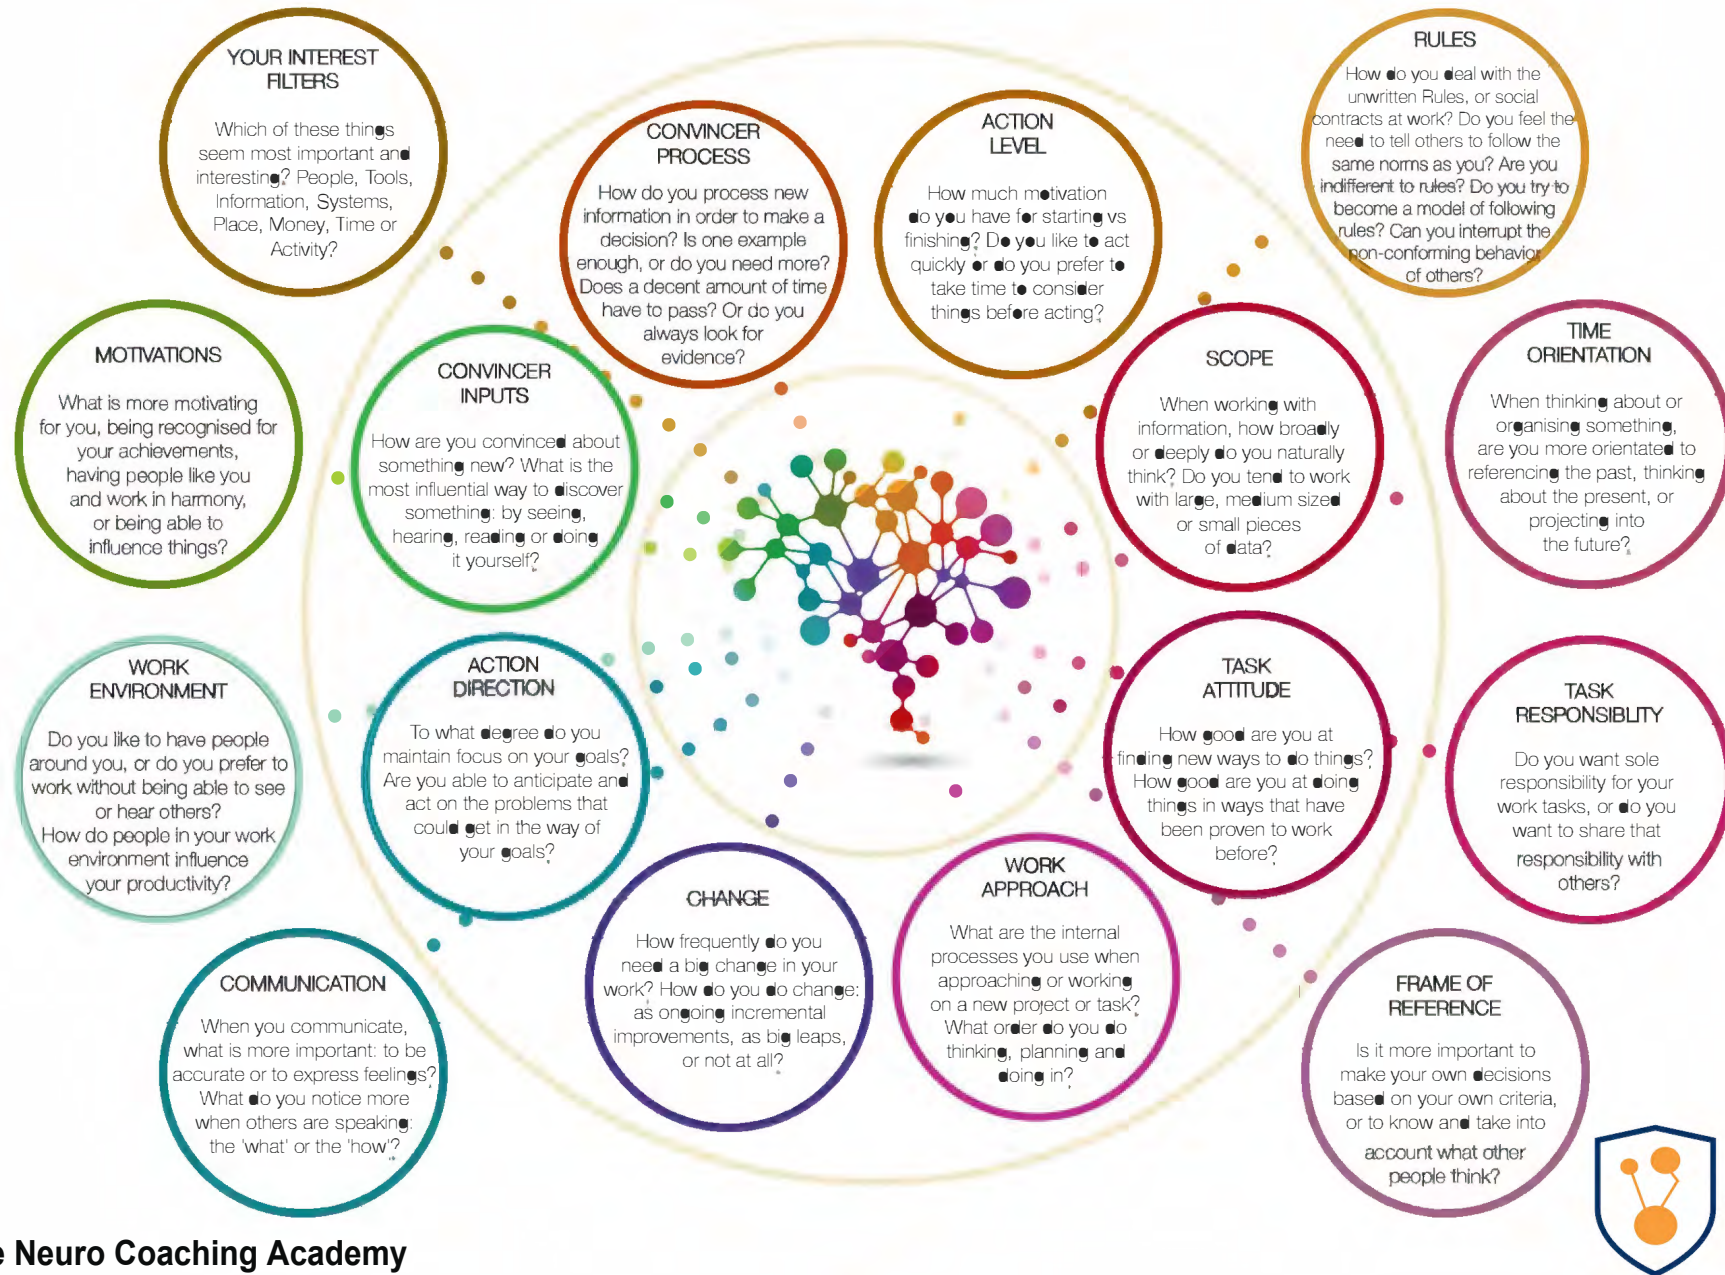 YOUR INTEREST
FILTERS
Which of these things
seem most important and
interesting? People, Tools,
Information, Systems,
Place, Money, Time or
Activity?
CONVINCER
PROCESS
How do you process new
information in order to make a
decision? Is one example
enough, or do you need more?
Does a decent amount of time
have to pass? Or do you
always look for
evidence?
ACTION
LEVEL
How much motivation
do you have for starting vs
finishing? Do you like to act
quickly or do you prefer to
take time to consider
things before acting?
RULES
How do you deal with the
unwritten Rules, or social
contracts at work? Do you feel the
need to tell others to follow the
same norms as you? Are you
indifferent to rules? Do you try to
become a model of following
rules? Can you interrupt the
non-conforming behavior
of others?
MOTIVATIONS
What is more motivating
for you, being recognised for
your achievements,
having people like you
and work in harmony,
or being able to
influence things?
CONVINCER
INPUTS
How are you convinced about
something new? What is the
most influential way to discover
something: by seeing,
hearing, reading or doing
it yourself?
SCOPE
When working with
information, how broadly
or deeply do you naturally
think? Do you tend to work
with large, medium sized
or small pieces
of data?
TIME
ORIENTATION
When thinking about or
organising something,
are you more orientated to
referencing the past, thinking
about the present, or
projecting into
the future?
WORK
ENVIRONMENT
Do you like to have people
around you, or do you prefer to
work without being able to see
or hear others?
How do people in your work
environment influence
your productivity?
ACTION
DIRECTION
To what degree do you
maintain focus on your goals?
Are you able to anticipate and
act on the problems that
could get in the way of
your goals?
TASK
ATTITUDE
How good are you at
finding new ways to do things?
How good are you at doing
things in ways that have
been proven to work
before?
TASK
RESPONSIBLITY
Do you want sole
responsibility for your
work tasks, or do you
want to share that
responsibility with
others?
COMMUNICATION
When you communicate,
what is more important: to be
accurate or to express feelings?
What do you notice more
when others are speaking:
the 'what' or the 'how'?
CHANGE
How frequently do you
need a big change in your
work? How do you do change:
as ongoing incremental
improvements, as big leaps,
or not at all?
WORK
APPROACH
What are the internal
processes you use when
approaching or working
on a new project or task?
What order do you do
thinking, planning and
doing in?
FRAME OF
REFERENCE
Is it more important to
make your own decisions
based on your own criteria,
or to know and take into
account what other
people think?
e Neuro Coaching Academy